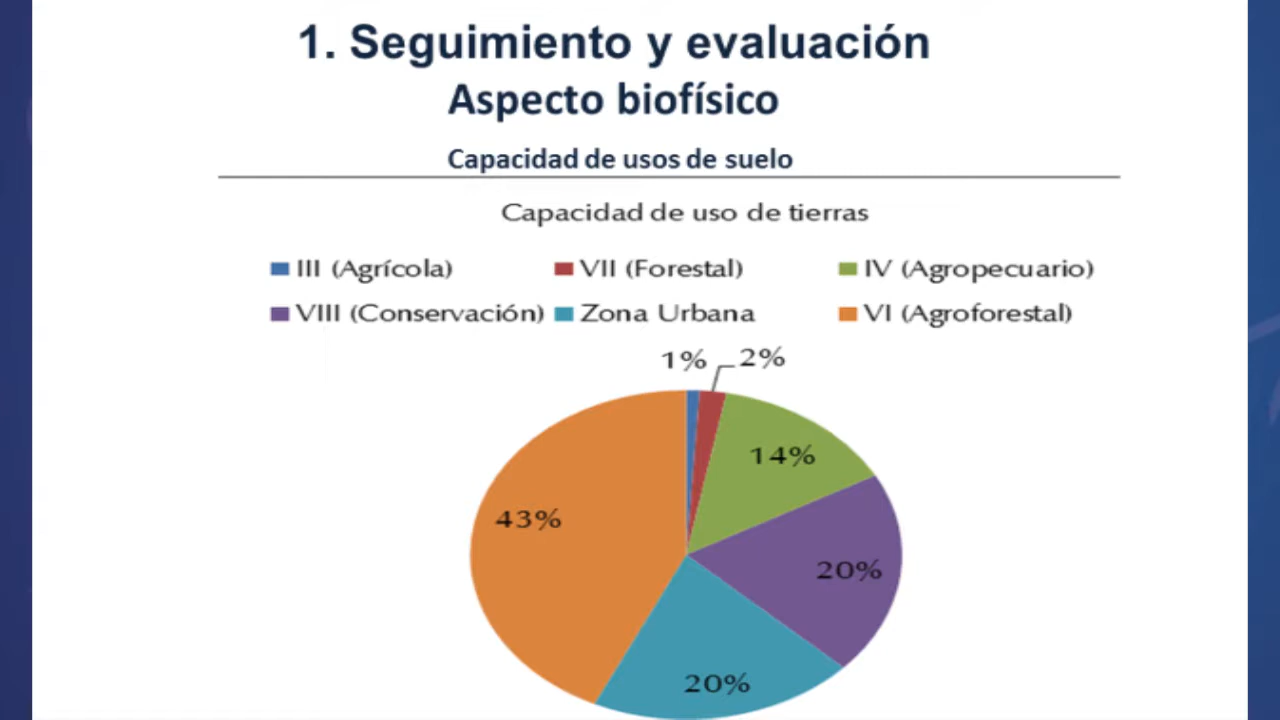 1. Seguimiento y evaluación
Aspecto biofísico
Capacidad de usos de suelo
Capacidad de uso de tierras
III (Agrícola) VII (Forestal) IV (Agropecuario)
VIII (Conservación) Zona Urbana VI (Agroforestal)
1% 2%
14%
43%
20%
20%